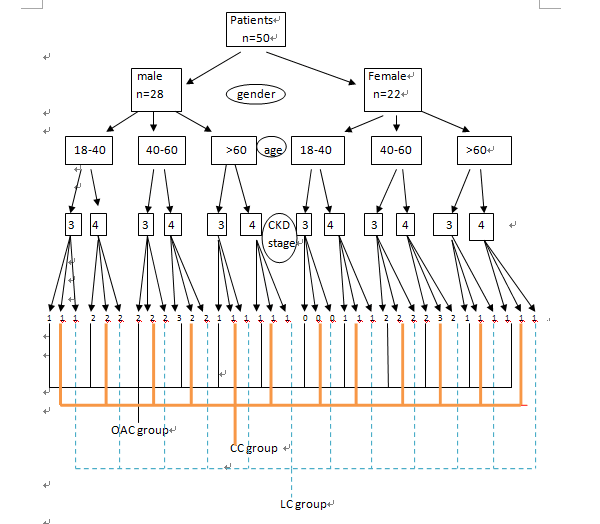 Patients
n=50
male
n=28
gender
Female
n=22
18-40
40-60
>60
age
18-40
40-60
>60
3
4
3
4
3
4
CKD
stage
3
4
3
4
3
4
1 1 1 2 2 2 2 2 2 3 2 2 1 1 1 1 1 1 0 0 0 1 1 1 2 2 2 2 3 2 1 1 1 1 1 1
OAC group
CC group
LC group